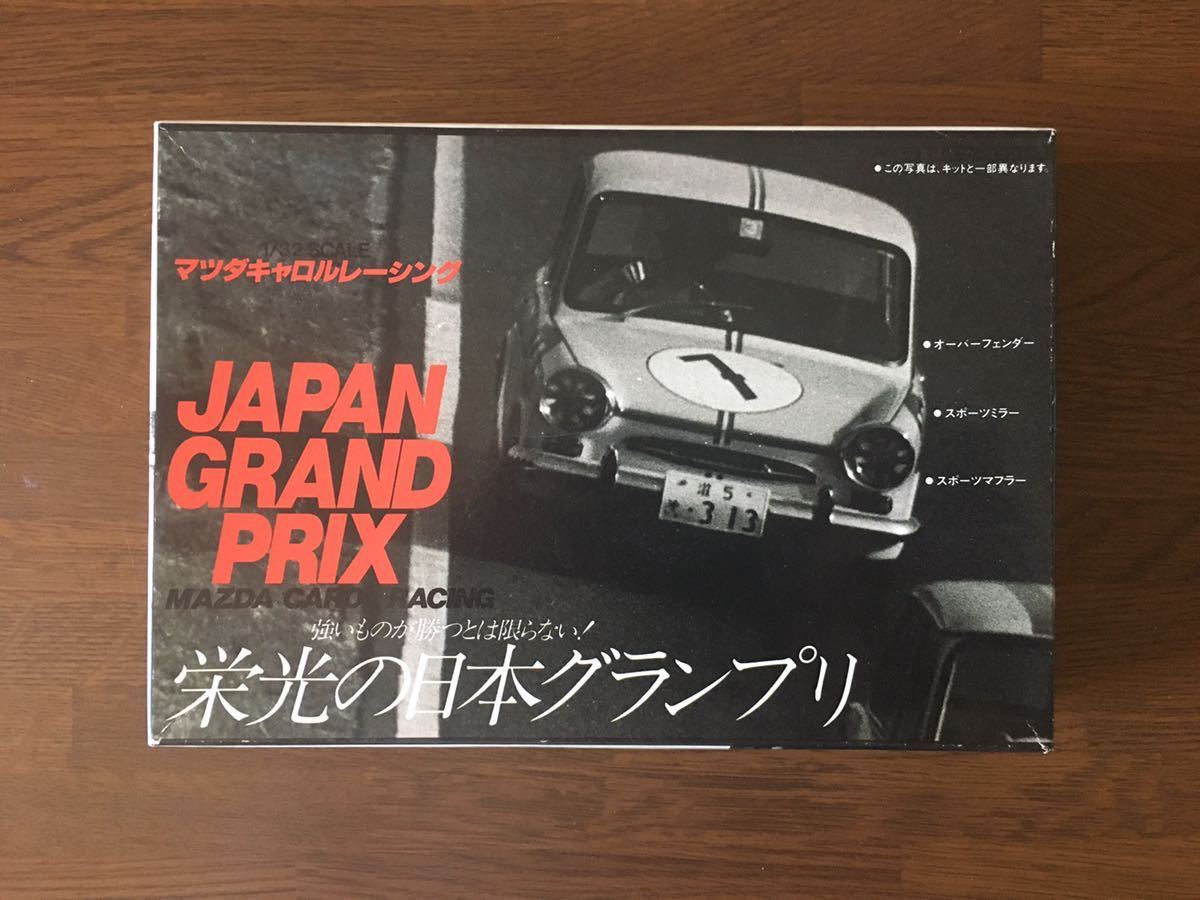 ●この写真は、キットと一部異なります。
1/32 SCALE
マツダキャロルレーシング
JAPAN
GRAND
PRIX
MAZDA CAROL RACING
強いものが勝つとは限らない!
栄光の日本グランプリ
●オーバーフェンダー
●スポーツミラー
●スポーツマフラー
7
5
313